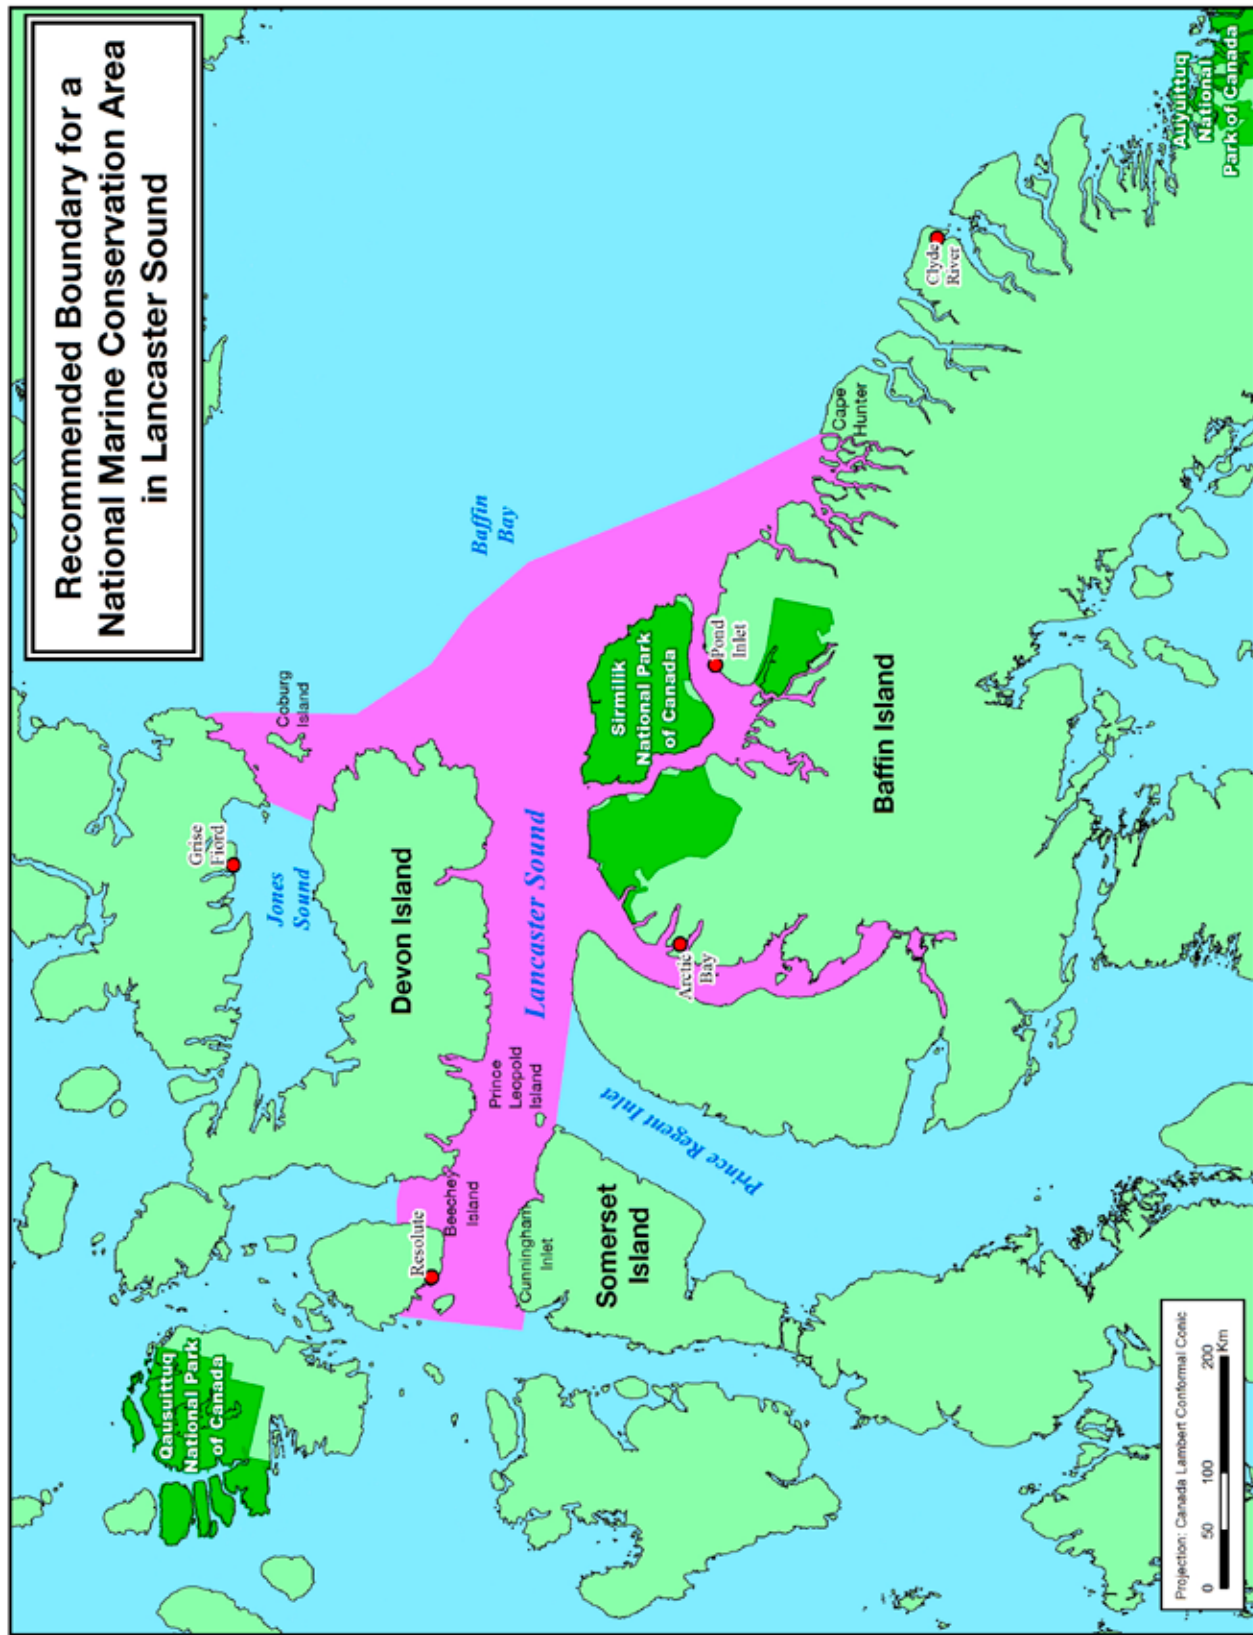 Recommended Boundary for a
National Marine Conservation Area
in Lancaster Sound
Qausuittuq
National Park
of Canada
Grise
Fiord
Jones
Sound
Coburg
Island
Resolute
Beechey
Island
Devon Island
Baffin
Bay
Cunningham
Inlet
Prince
Leopold
Island
Lancaster Sound
Somerset
Island
Prince Regent Inlet
Arctic
Bay
Sirmilik
National Park
of Canada
Pond
Inlet
Baffin Island
Cape
Hunter
Clyde
River
Auyuittuq
National
Park of Canada
Projection: Canada Lambert Conformal Conic
0 50 100 200
Km